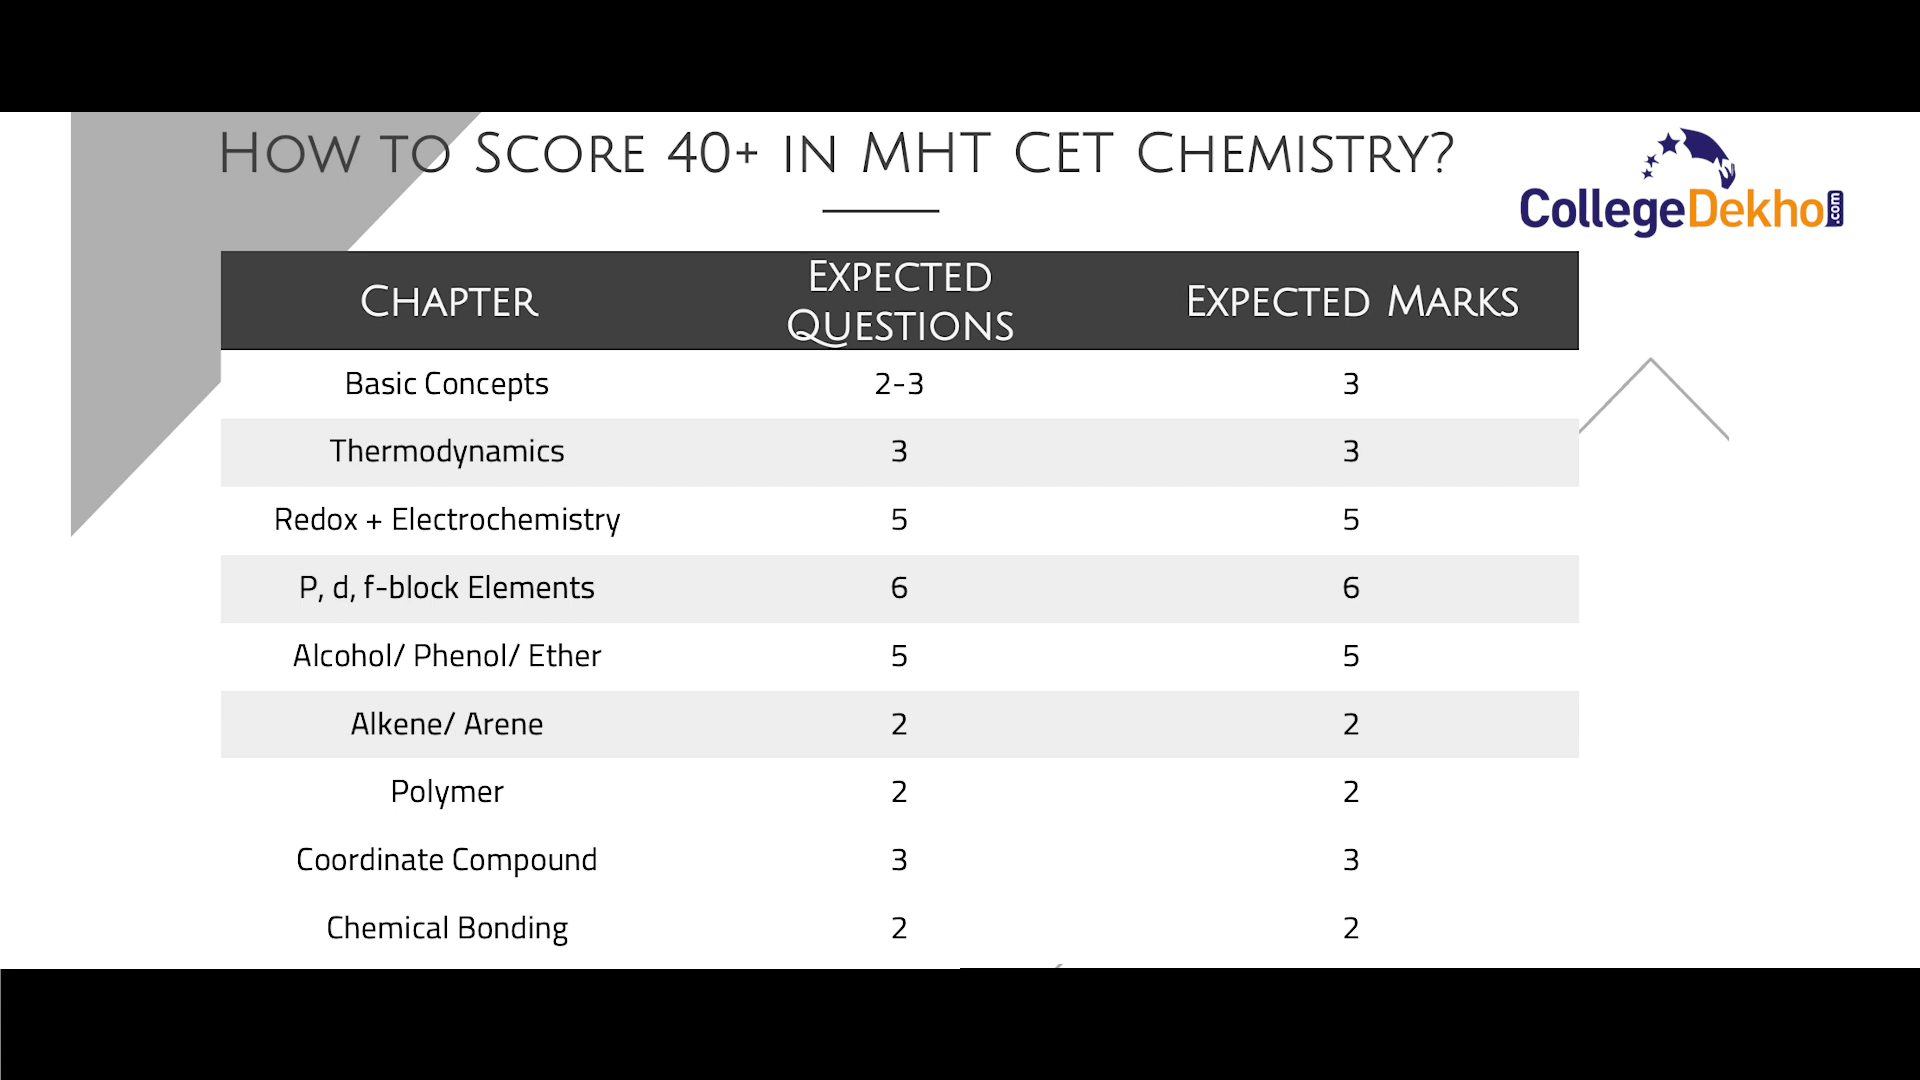 How to Score 40+ in MHT CET Chemistry?
CollegeDekho.com
Chapter Expected Questions Expected Marks
Basic Concepts 2-3 3
Thermodynamics 3 3
Redox + Electrochemistry 5 5
P, d, f-block Elements 6 6
Alcohol/ Phenol/ Ether 5 5
Alkene/ Arene 2 2
Polymer 2 2
Coordinate Compound 3 3
Chemical Bonding 2 2